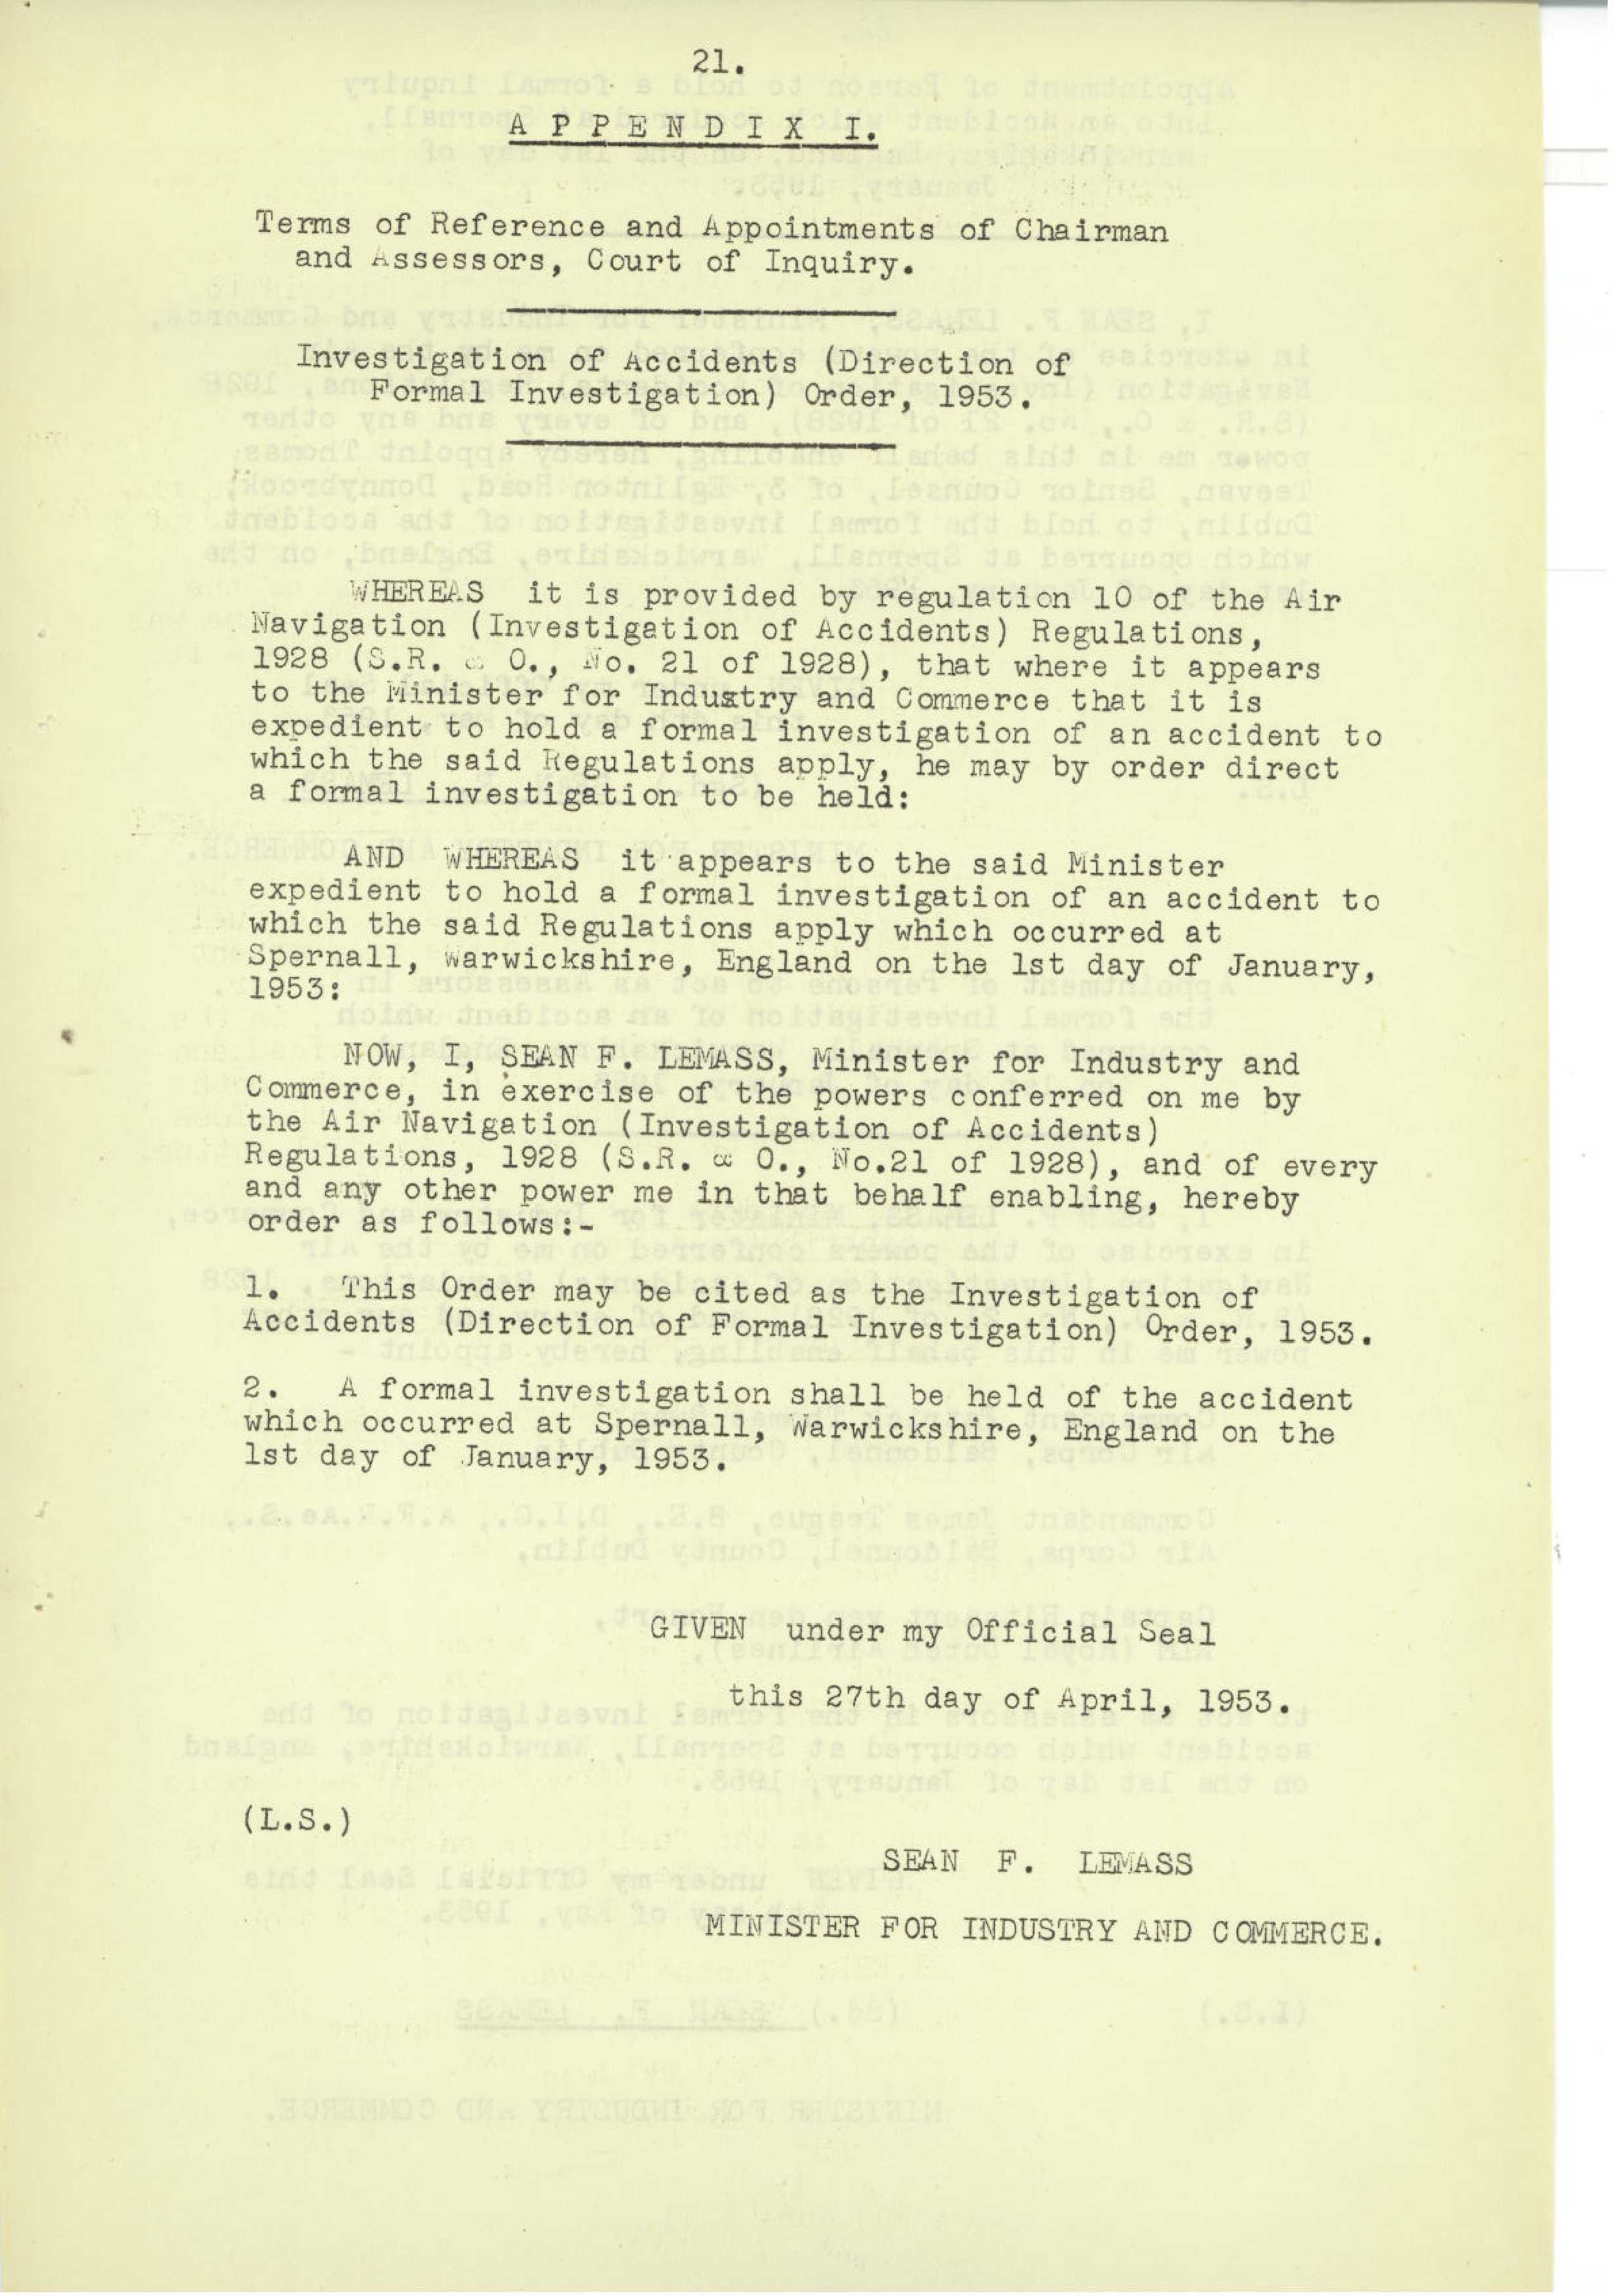 21.
A P P E N D I X I.
Terms of Reference and Appointments of Chairman
and Assessors, Court of Inquiry.
Investigation of Accidents (Direction of
Formal Investigation) Order, 1953.
WHEREAS it is provided by regulation 10 of the Air
Navigation (Investigation of Accidents) Regulations,
1928 (S.R. & O., No. 21 of 1928), that where it appears
to the Minister for Industry and Commerce that it is
expedient to hold a formal investigation of an accident to
which the said Regulations apply, he may by order direct
a formal investigation to be held:
AND WHEREAS it appears to the said Minister
expedient to hold a formal investigation of an accident to
which the said Regulations apply which occurred at
Spernall, Warwickshire, England on the 1st day of January,
1953:
NOW, I, SEAN F. LEMASS, Minister for Industry and
Commerce, in exercise of the powers conferred on me by
the Air Navigation (Investigation of Accidents)
Regulations, 1928 (S.R. & O., No.21 of 1928), and of every
and any other power me in that behalf enabling, hereby
order as follows:-
1. This Order may be cited as the Investigation of
Accidents (Direction of Formal Investigation) Order, 1953.
2. A formal investigation shall be held of the accident
which occurred at Spernall, Warwickshire, England on the
1st day of January, 1953.
GIVEN under my Official Seal
this 27th day of April, 1953.
(L.S.)
SEAN F. LEMASS
MINISTER FOR INDUSTRY AND COMMERCE.